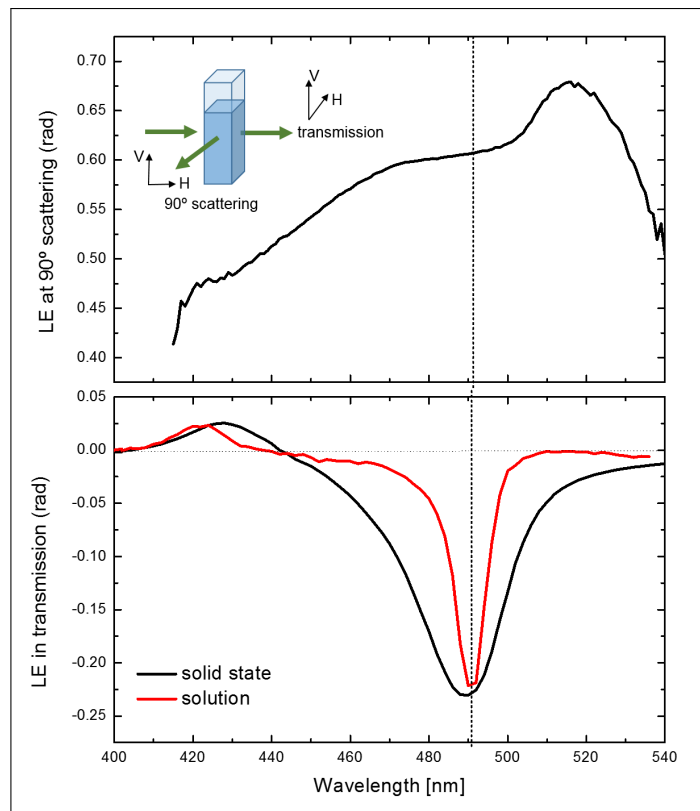 LE at 90º scattering (rad)
0.70
0.65
0.60
0.55
0.50
0.45
0.40
V
H
transmission
V
H
90º scattering
LE in transmission (rad)
0.05
0.00
-0.05
-0.10
-0.15
-0.20
-0.25
solid state
solution
400 420 440 460 480 500 520 540
Wavelength [nm]